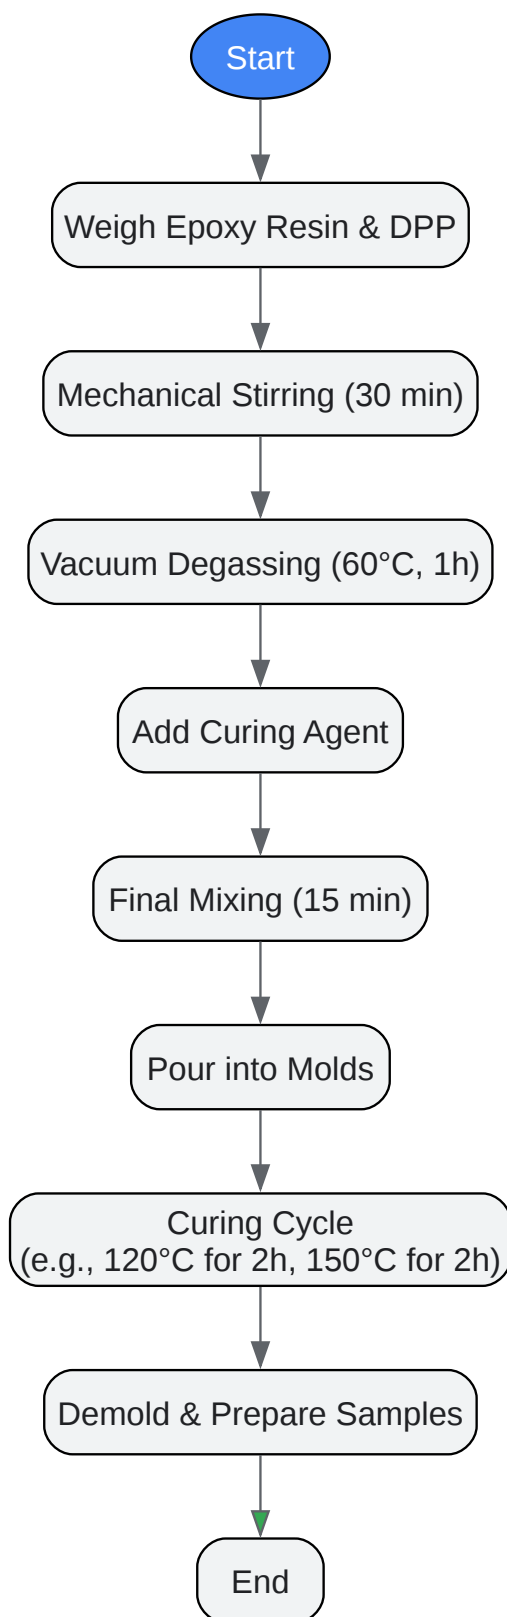 Start
Weigh Epoxy Resin & DPP
Mechanical Stirring (30 min)
Vacuum Degassing (60°C, 1h)
Add Curing Agent
Final Mixing (15 min)
Pour into Molds
Curing Cycle
(e.g., 120°C for 2h, 150°C for 2h)
Demold & Prepare Samples
End